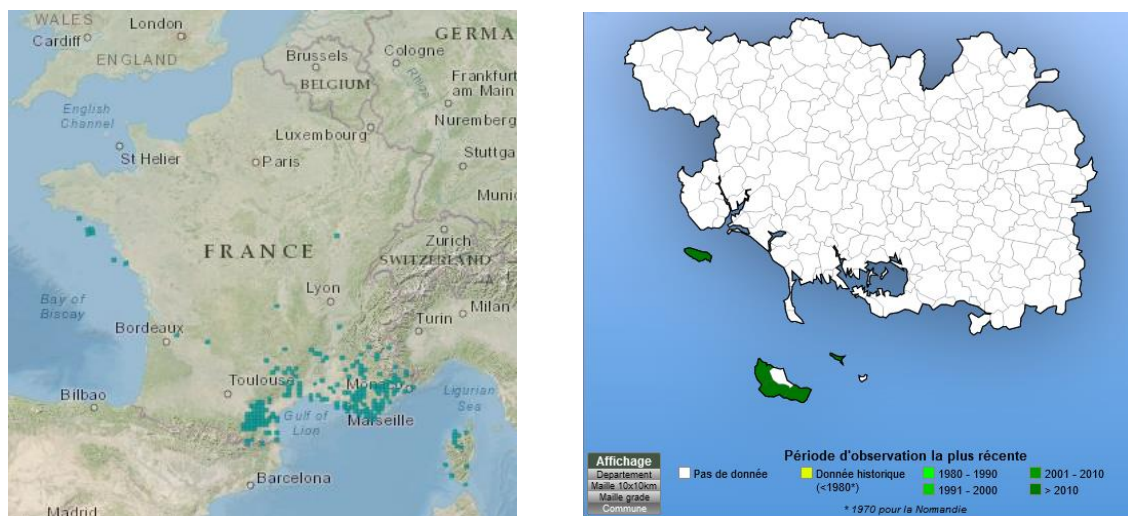 WALES
London
Cardiff
ENGLAND
English
Channel
St Helier
Brussels
BELGIUM
GERMA
Cologne
Rhine
Frankfurt
am Main
Nuremberg
Luxembourg
Stuttga
Paris
Munic
FRANCE
Zurich
SWITZERLAND
Bay of
Biscay
Lyon
Milan
Turin
Bordeaux
Toulouse
Monaco
Ligurian
Sea
Bilbao
Gulf of
Lion
Marseille
Barcelona
Madrid
Période d'observation la plus récente
Affichage
Departement
Maille 10x10km
Maille grade
Commune
Pas de donnée
Donnée historique
(<1980*)
1980 - 1990
1991 - 2000
2001 - 2010
> 2010
* 1970 pour la Normandie